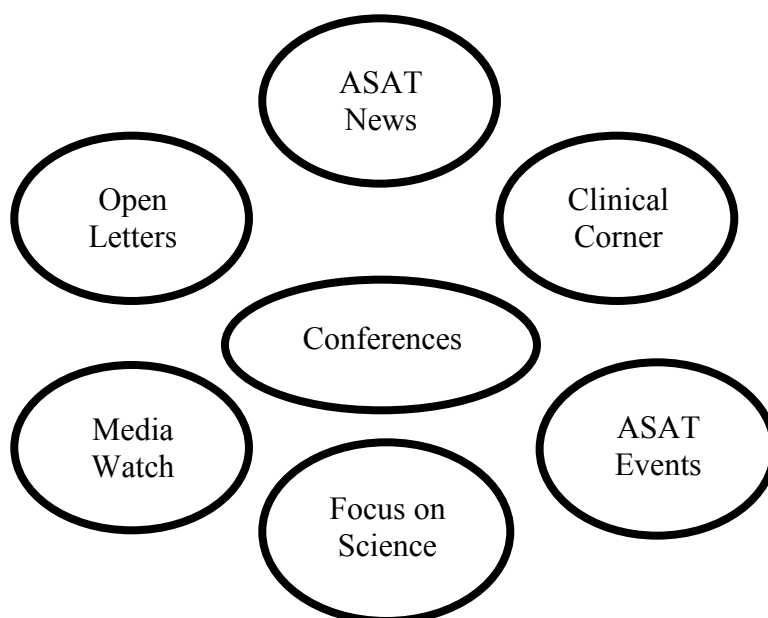 ASAT
News
Open
Letters
Clinical
Corner
Conferences
Media
Watch
ASAT
Events
Focus on
Science